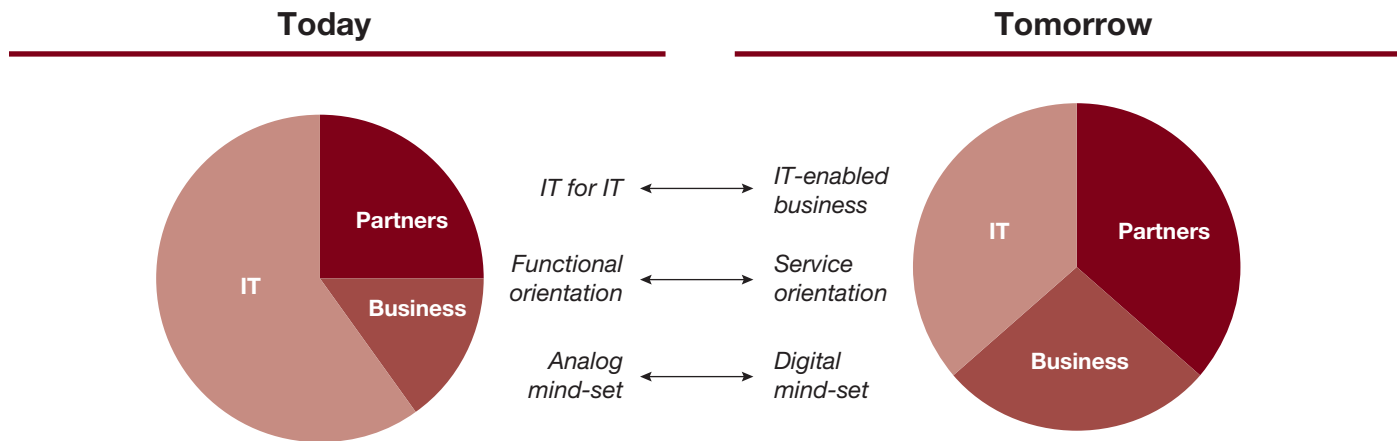 Today
Tomorrow
Partners
IT
Business
IT for IT
IT-enabled
business
Functional
orientation
Service
orientation
Analog
mind-set
Digital
mind-set
IT
Partners
Business